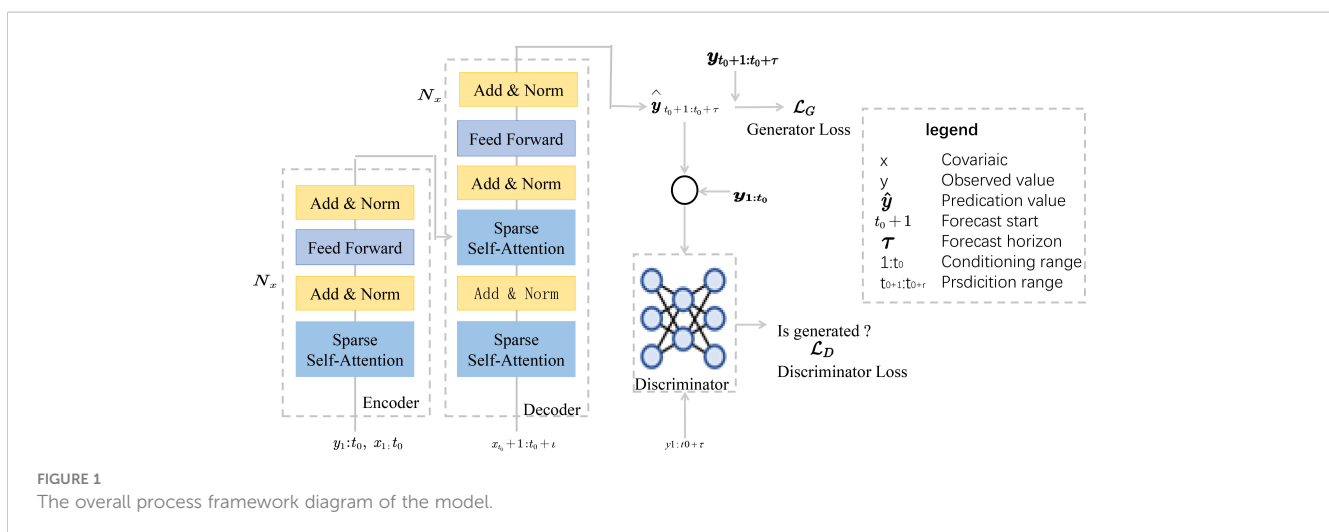 N_x
Add & Norm
Feed Forward
Add & Norm
Sparse
Self-Attention
Encoder
y₁:t₀, x₁:t₀
N_x
Add & Norm
Feed Forward
Add & Norm
Sparse
Self-Attention
Add & Norm
Sparse
Self-Attention
Decoder
x_{t₀}+1:t₀+ι
y_{t₀+1:t₀+τ}
ŷ_{t₀+1:t₀+τ}
ℒ_G
Generator Loss
y_{1:t₀}
Discriminator
y1:t0+τ
Is generated ?
ℒ_D
Discriminator Loss
legend
x Covariaic
y Observed value
ŷ Predication value
t₀+1 Forecast start
τ Forecast horizon
1:t₀ Conditioning range
t₀₊₁:t₀₊r Prsdicition range
FIGURE 1
The overall process framework diagram of the model.